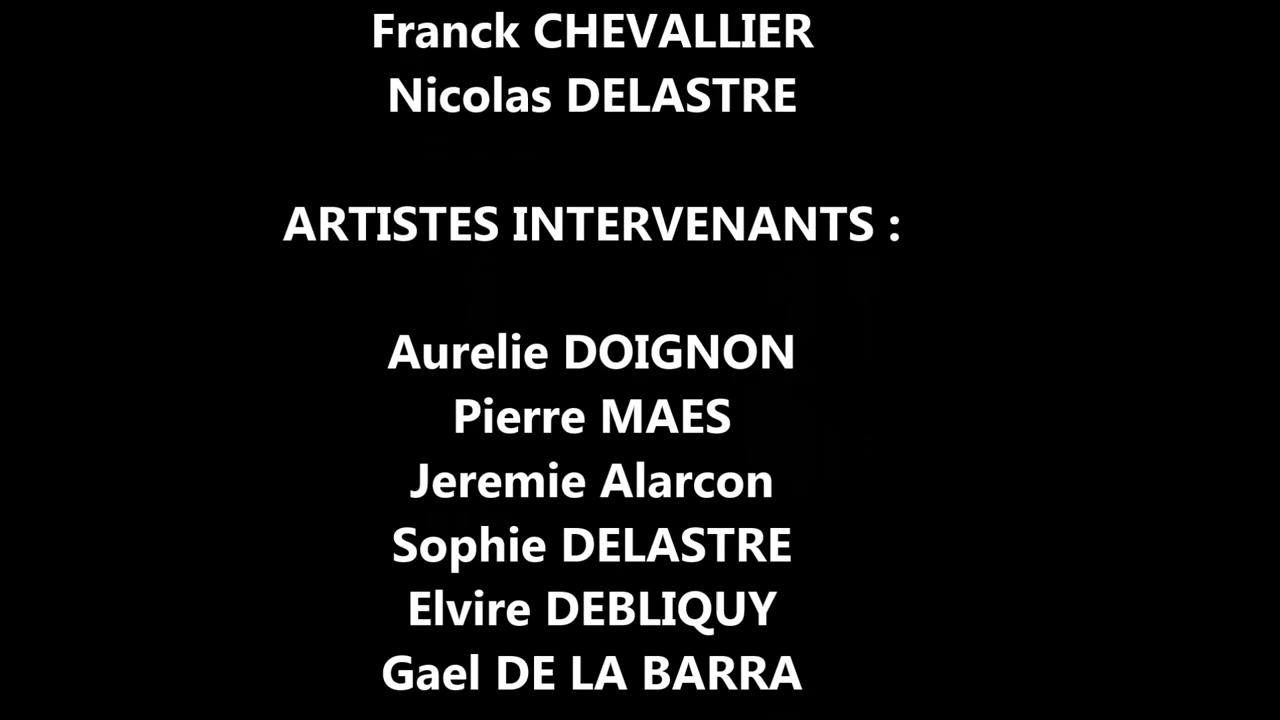 Franck CHEVALLIER
Nicolas DELASTRE
ARTISTES INTERVENANTS :
Aurelie DOIGNON
Pierre MAES
Jeremie Alarcon
Sophie DELASTRE
Elvire DEBLIQUY
Gael DE LA BARRA